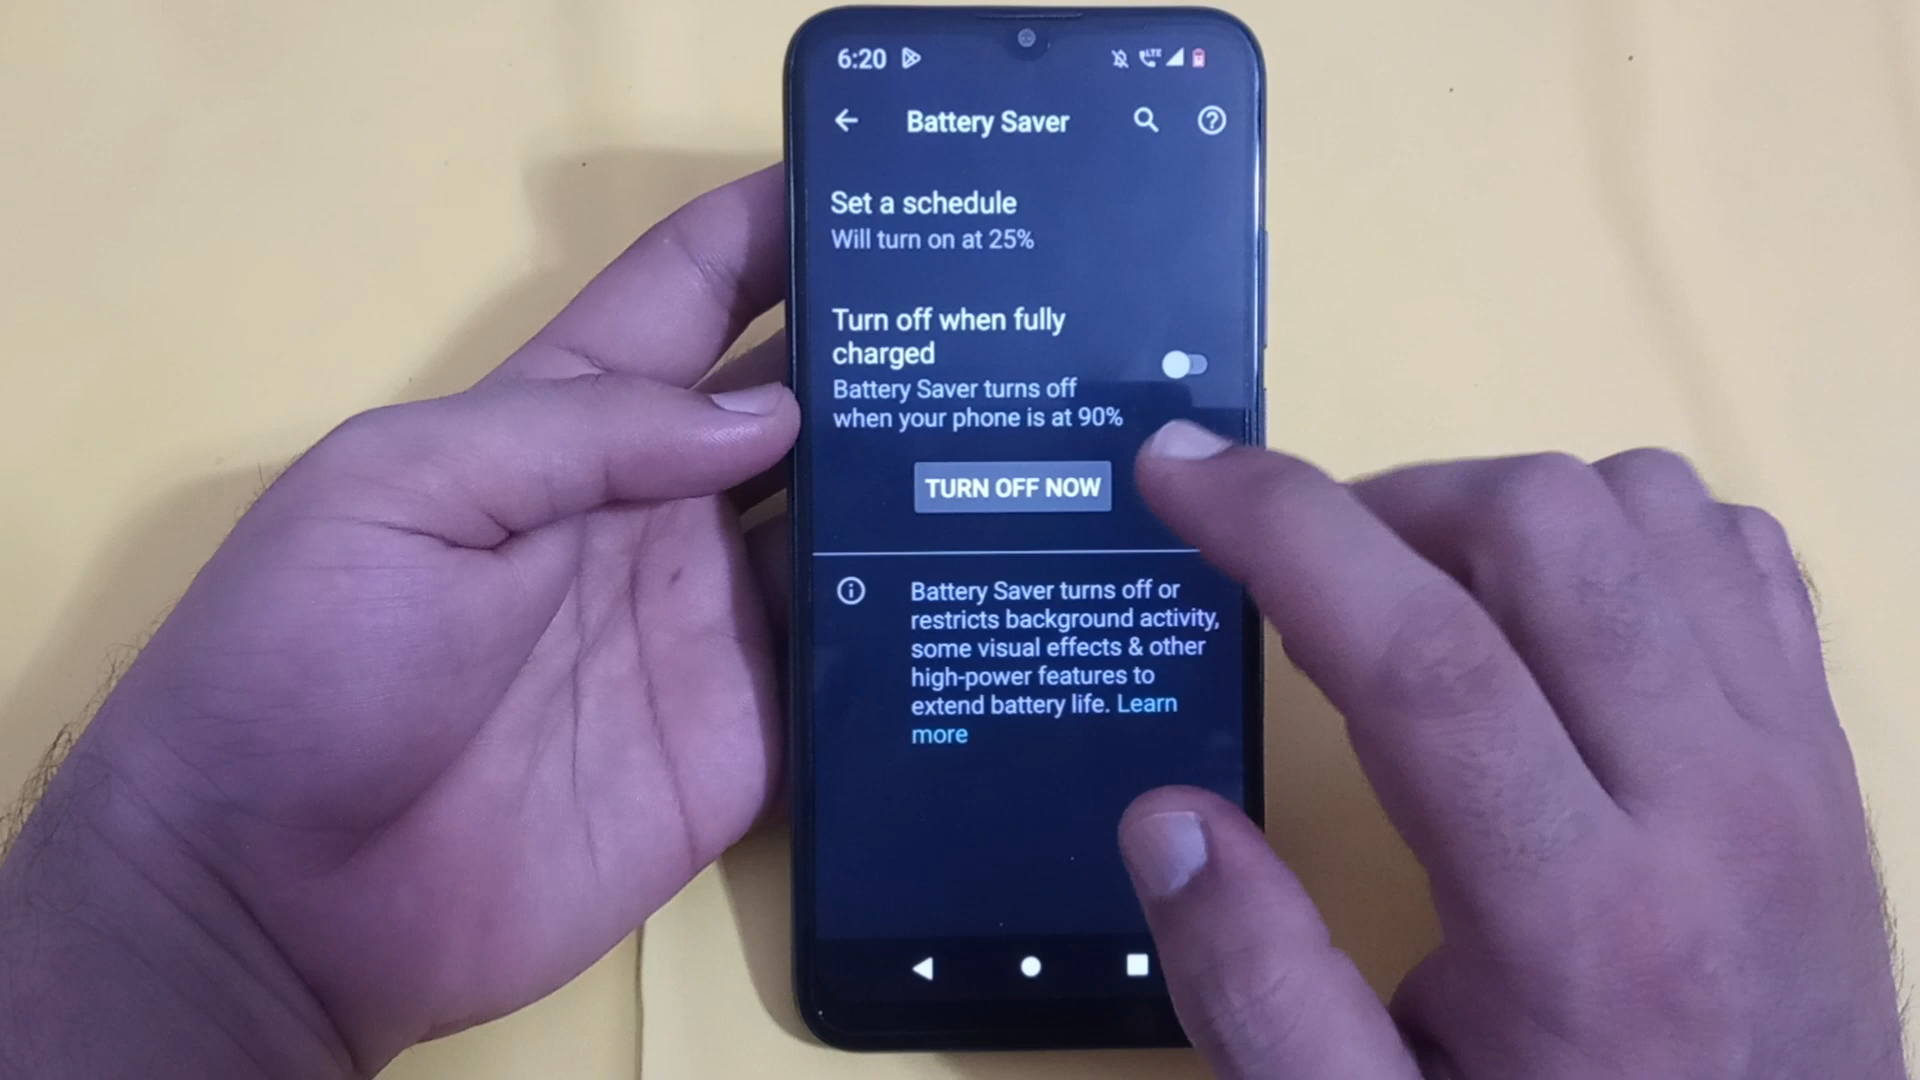 6:20
LTE
Battery Saver
Set a schedule
Will turn on at 25%
Turn off when fully
charged
Battery Saver turns off
when your phone is at 90%
TURN OFF NOW
Battery Saver turns off or
restricts background activity,
some visual effects & other
high-power features to
extend battery life. Learn
more